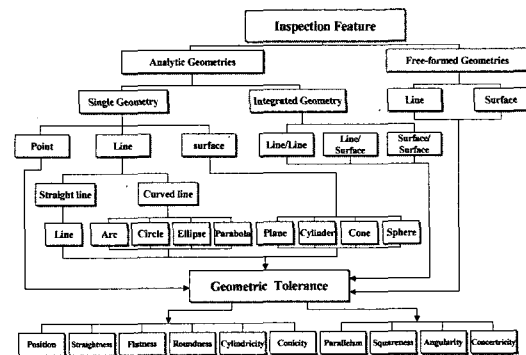 Inspection Feature
Analytic Geometries
Free-formed Geometries
Single Geometry
Integrated Geometry
Line
Surface
Point
Line
surface
Line/Line
Line/
Surface
Surface/
Surface
Straight line
Curved line
Line
Arc
Circle
Ellipse
Parabola
Plane
Cylinder
Cone
Sphere
Geometric Tolerance
Position
Straightness
Flatness
Roundness
Cylindricity
Conicity
Parallelism
Squareness
Angularity
Concertricity